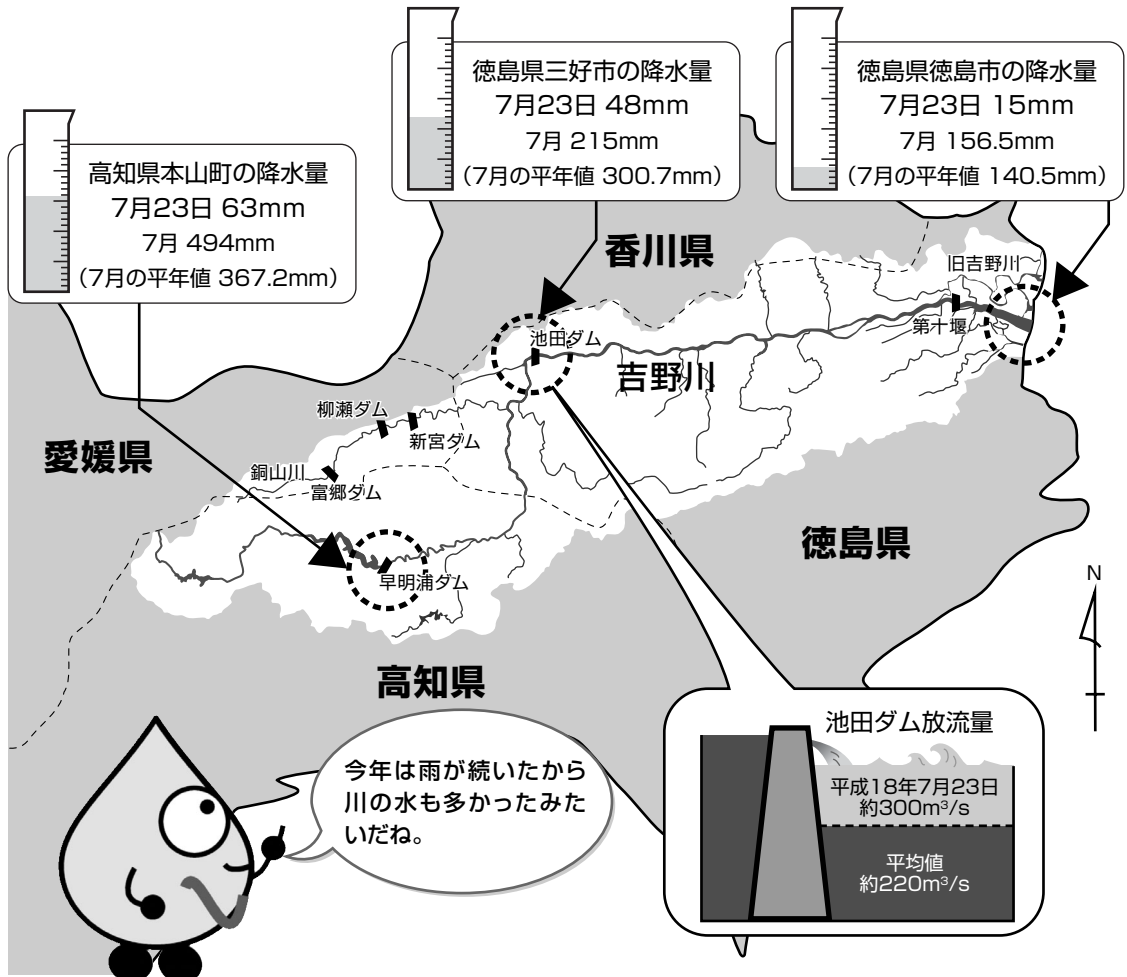 徳島県三好市の降水量
7月23日 48mm
7月 215mm
(7月の平年値 300.7mm)
徳島県徳島市の降水量
7月23日 15mm
7月 156.5mm
(7月の平年値 140.5mm)
高知県本山町の降水量
7月23日 63mm
7月 494mm
(7月の平年値 367.2mm)
香川県
旧吉野川
第十堰
池田ダム
吉野川
柳瀬ダム
新宮ダム
愛媛県
銅山川
富郷ダム
徳島県
早明浦ダム
N
高知県
池田ダム放流量
平成18年7月23日
約300m³/s
平均値
約220m³/s
今年は雨が続いたから
川の水も多かったみた
いだね。